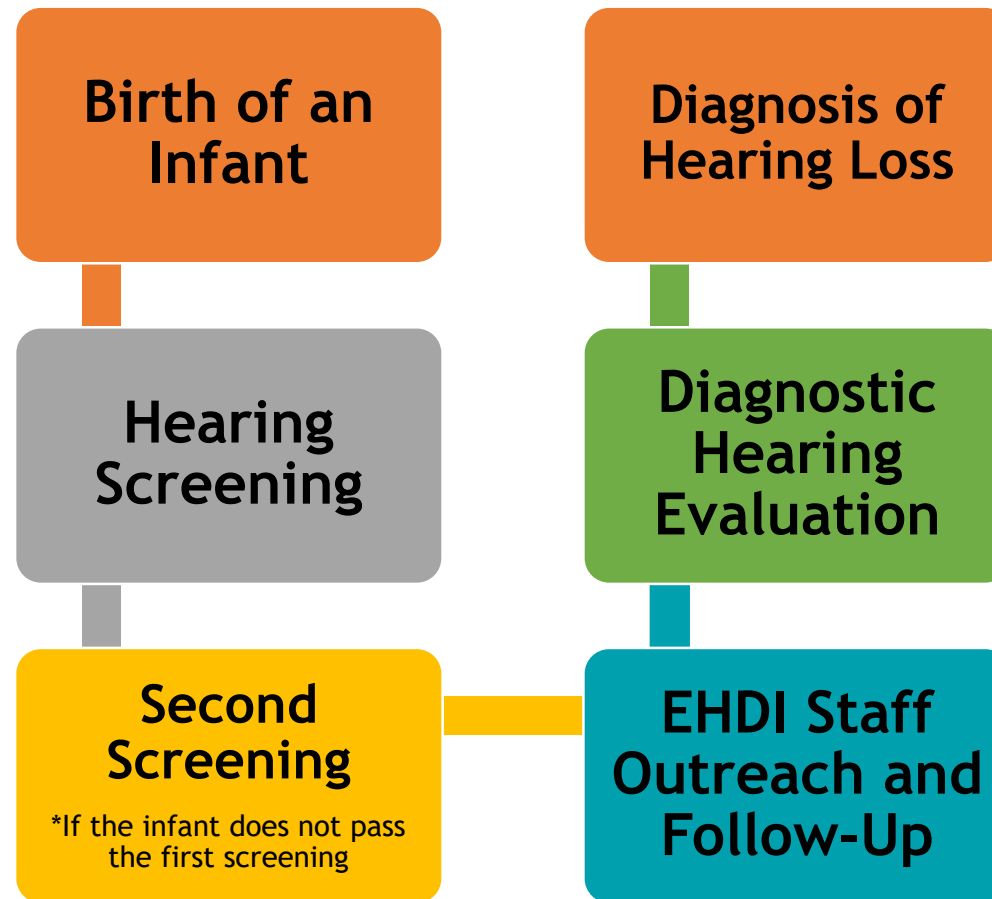 Birth of an
Infant
Hearing
Screening
Second
Screening
*If the infant does not pass
the first screening
EHDI Staff
Outreach and
Follow-Up
Diagnostic
Hearing
Evaluation
Diagnosis of
Hearing Loss